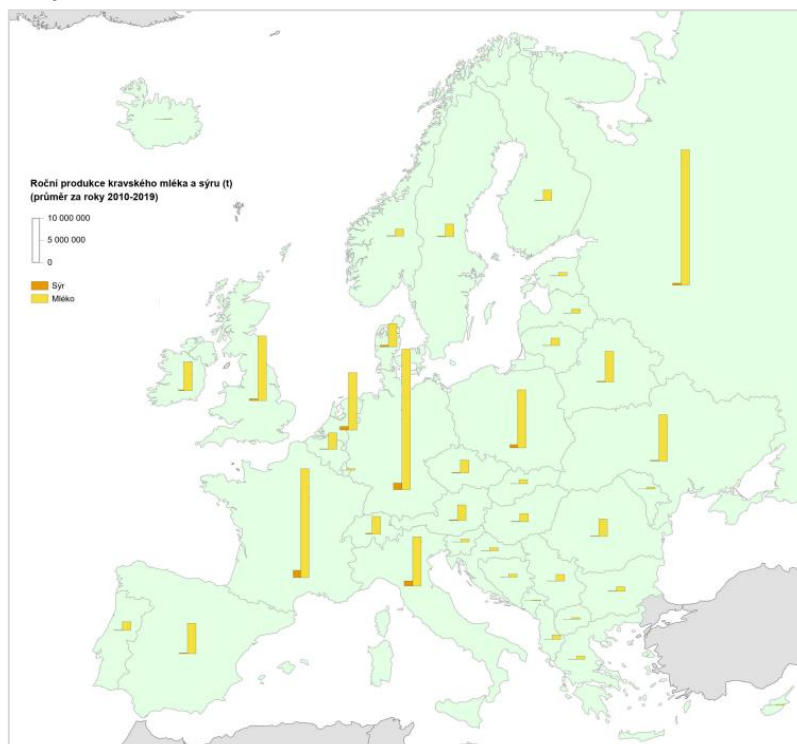 Roční produkce kravského mléka a sýru (t)
(průměr za roky 2010-2019)
10 000 000
5 000 000
0
Sýr
Mléko